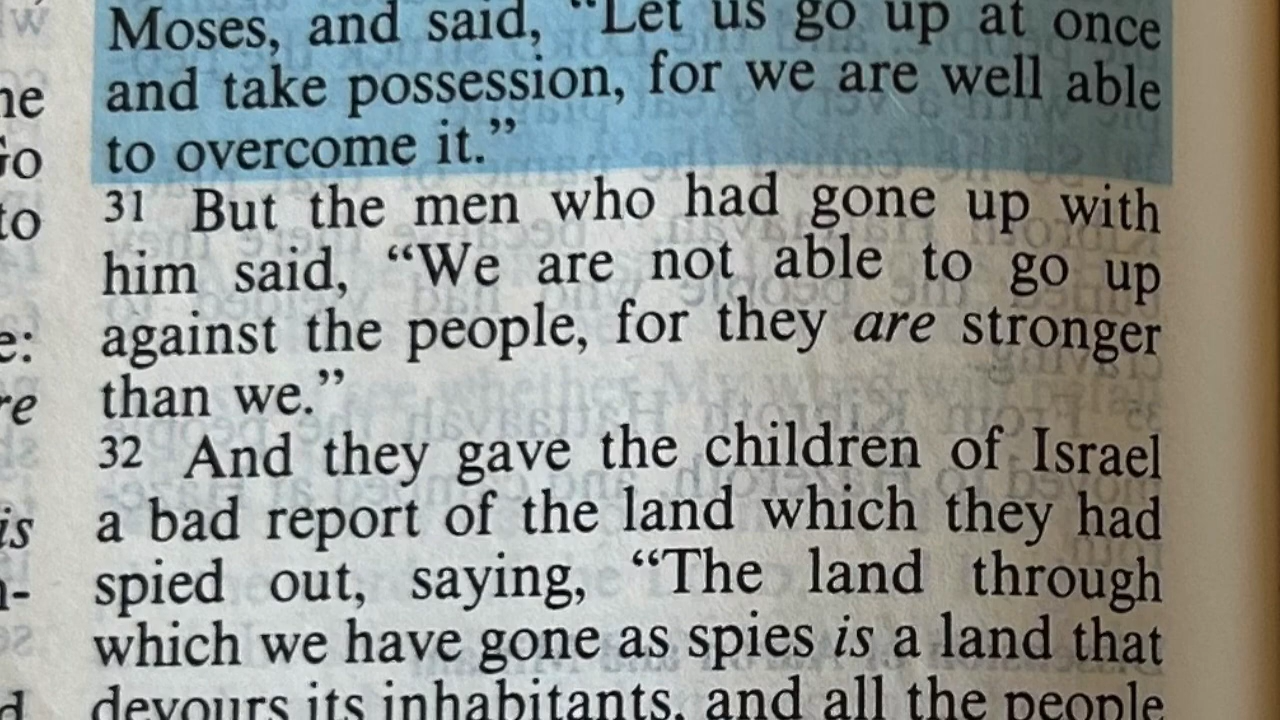 Moses, and said, “Let us go up at once
and take possession, for we are well able
to overcome it.”
31 But the men who had gone up with
him said, “We are not able to go up
against the people, for they are stronger
than we.”
32 And they gave the children of Israel
a bad report of the land which they had
spied out, saying, “The land through
which we have gone as spies is a land that
devours its inhabitants, and all the people